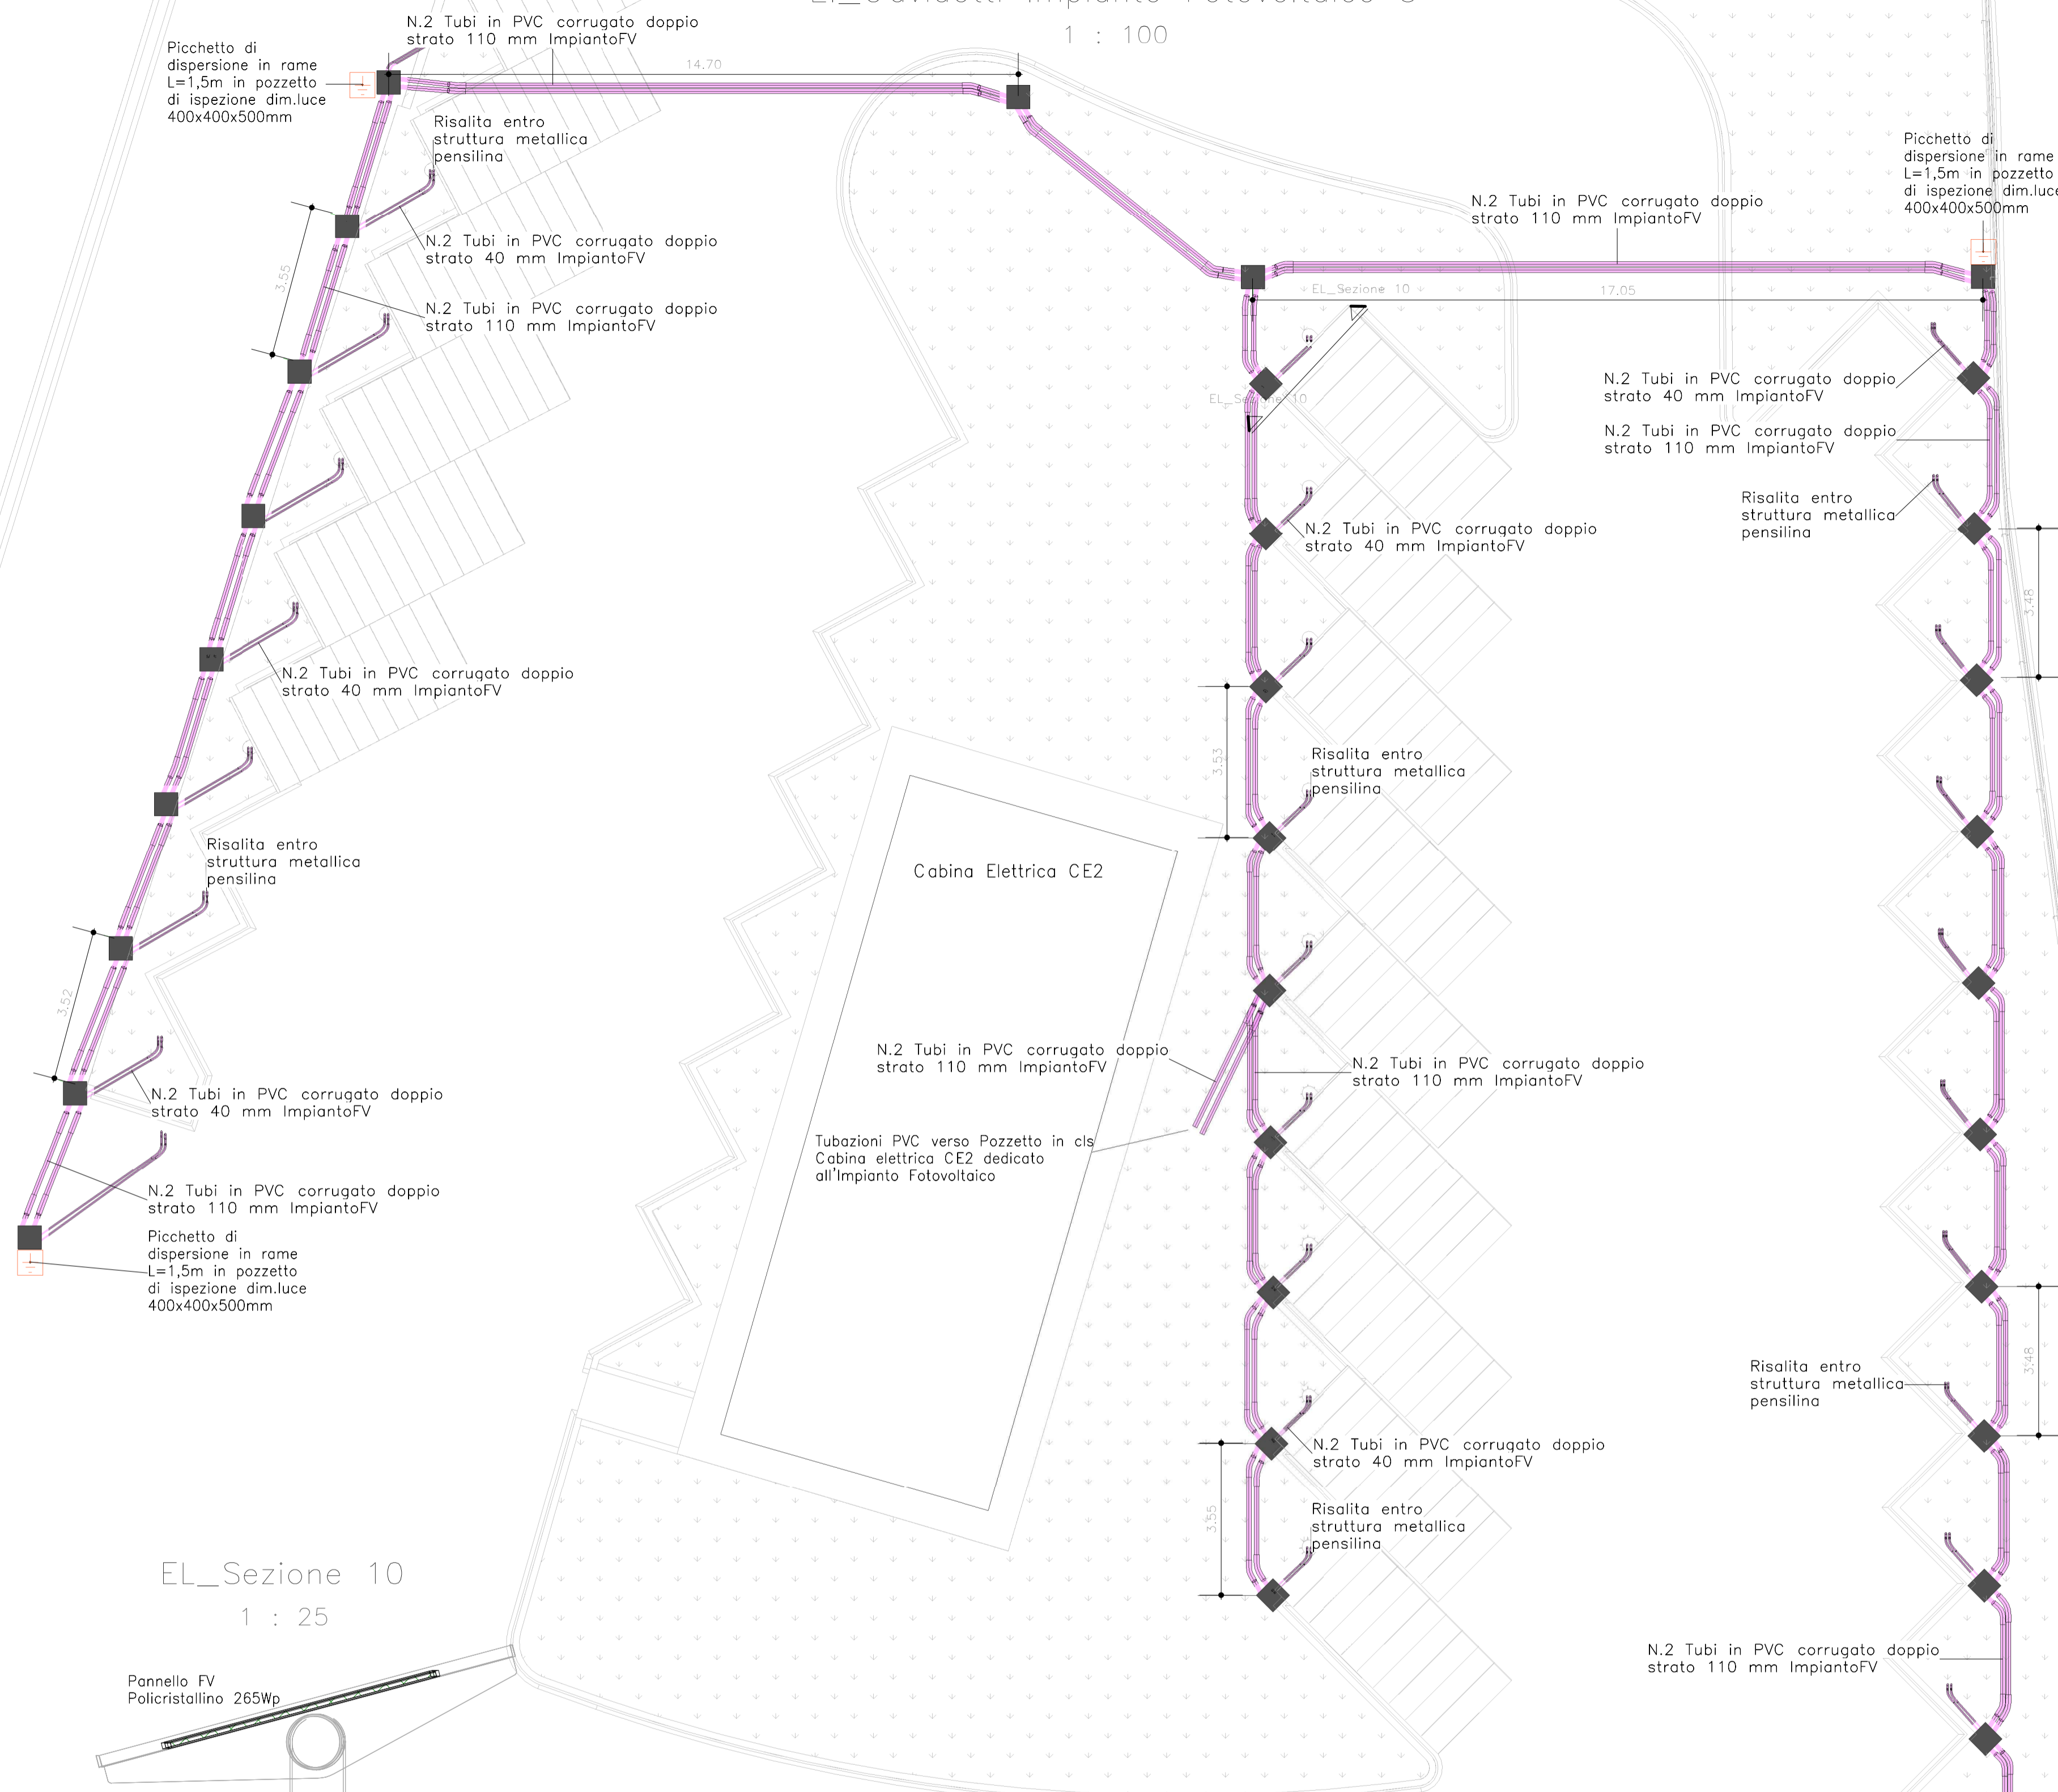 1 : 100
N.2 Tubi in PVC corrugato doppio
strato 110 mm ImpiantoFV
Picchetto di
dispersione in rame
L=1,5m in pozzetto
di ispezione dim.luce
400x400x500mm
14.70
Risalita entro
struttura metallica
pensilina
Picchetto di
dispersione in rame
L=1,5m in pozzetto
di ispezione dim.luce
400x400x500mm
N.2 Tubi in PVC corrugato doppio
strato 110 mm ImpiantoFV
N.2 Tubi in PVC corrugato doppio
strato 40 mm ImpiantoFV
3.55
N.2 Tubi in PVC corrugato doppio
strato 110 mm ImpiantoFV
EL_Sezione 10
17.05
EL_Sezione 10
N.2 Tubi in PVC corrugato doppio
strato 40 mm ImpiantoFV
N.2 Tubi in PVC corrugato doppio
strato 110 mm ImpiantoFV
Risalita entro
struttura metallica
pensilina
N.2 Tubi in PVC corrugato doppio
strato 40 mm ImpiantoFV
3.48
N.2 Tubi in PVC corrugato doppio
strato 40 mm ImpiantoFV
3.53
Risalita entro
struttura metallica
pensilina
Risalita entro
struttura metallica
pensilina
Cabina Elettrica CE2
3.52
N.2 Tubi in PVC corrugato doppio
strato 110 mm ImpiantoFV
N.2 Tubi in PVC corrugato doppio
strato 110 mm ImpiantoFV
N.2 Tubi in PVC corrugato doppio
strato 40 mm ImpiantoFV
Tubazioni PVC verso Pozzetto in cls
Cabina elettrica CE2 dedicato
all'Impianto Fotovoltaico
N.2 Tubi in PVC corrugato doppio
strato 110 mm ImpiantoFV
Picchetto di
dispersione in rame
L=1,5m in pozzetto
di ispezione dim.luce
400x400x500mm
3.48
Risalita entro
struttura metallica
pensilina
N.2 Tubi in PVC corrugato doppio
strato 40 mm ImpiantoFV
3.55
Risalita entro
struttura metallica
pensilina
EL_Sezione 10
1 : 25
N.2 Tubi in PVC corrugato doppio
strato 110 mm ImpiantoFV
Pannello FV
Policristallino 265Wp